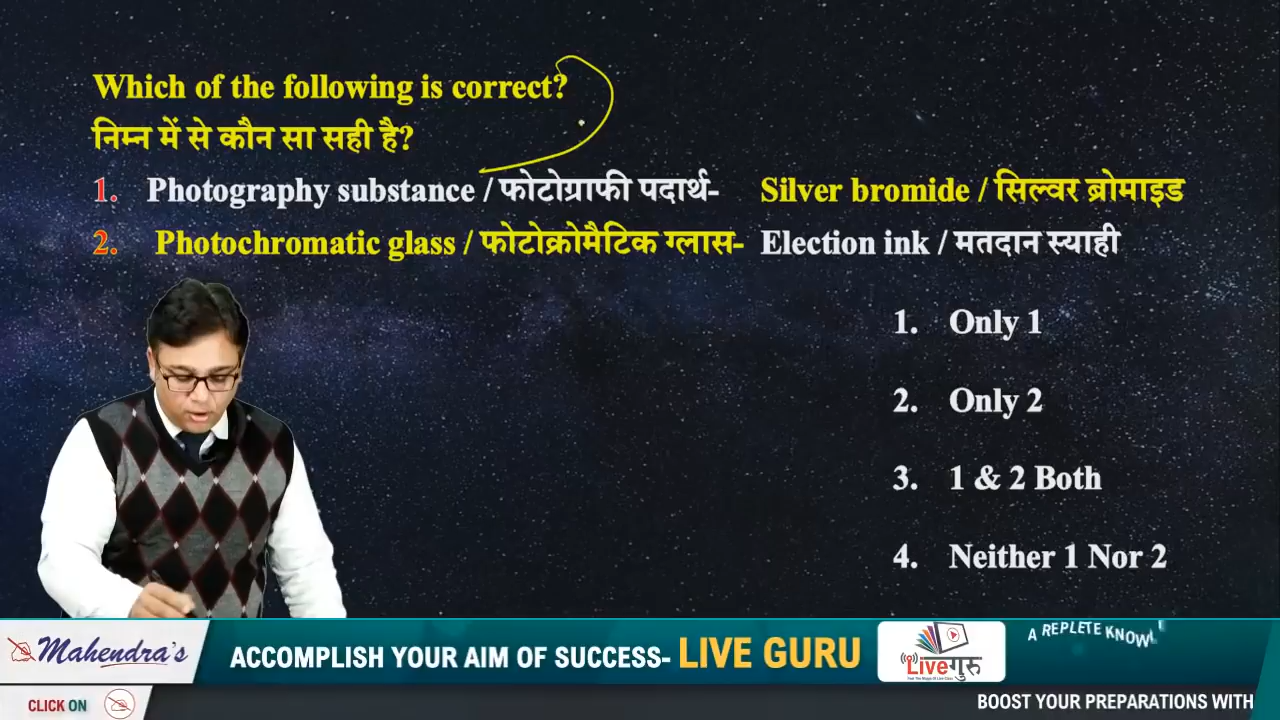 Which of the following is correct?
निम्न में से कौन सा सही है?
1. Photography substance / फोटोग्राफी पदार्थ- Silver bromide / सिल्वर ब्रोमाइड
2. Photochromatic glass / फोटोक्रोमैटिक ग्लास- Election ink / मतदान स्याही
1. Only 1
2. Only 2
3. 1 & 2 Both
4. Neither 1 Nor 2
Mahendra's
ACCOMPLISH YOUR AIM OF SUCCESS- LIVE GURU
Liveगुरु
A REPLETE
CLICK ON
BOOST YOUR PREPARATIONS WITH